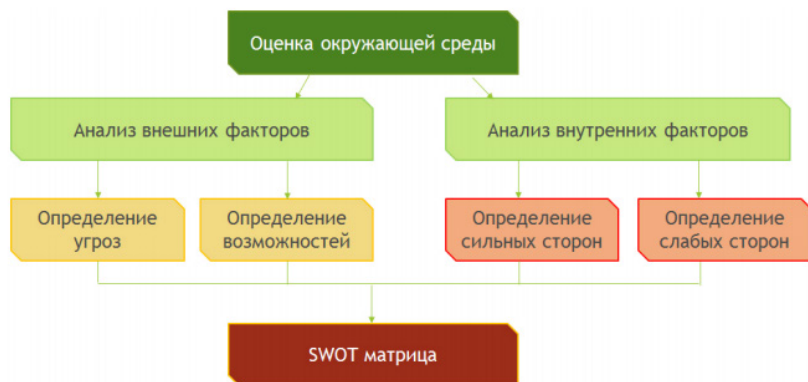 Оценка окружающей среды
Анализ внешних факторов
Анализ внутренних факторов
Определение
угроз
Определение
возможностей
Определение
сильных сторон
Определение
слабых сторон
SWOT матрица